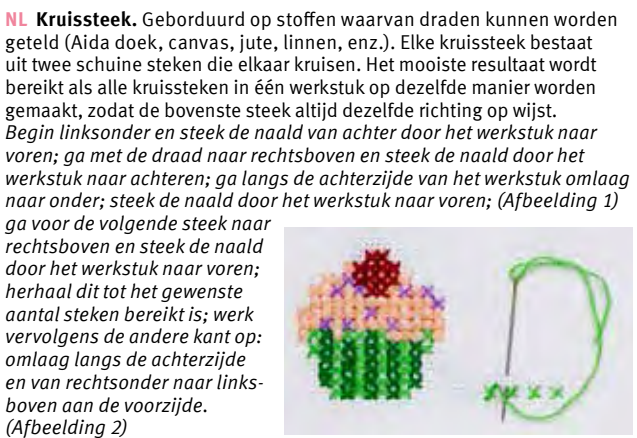 NL Kruissteek. Geborduurd op stoffen waarvan draden kunnen worden
geteld (Aida doek, canvas, jute, linnen, enz.). Elke kruissteek bestaat
uit twee schuine steken die elkaar kruisen. Het mooiste resultaat wordt
bereikt als alle kruissteken in één werkstuk op dezelfde manier worden
gemaakt, zodat de bovenste steek altijd dezelfde richting op wijst.
Begin linksonder en steek de naald van achter door het werkstuk naar
voren; ga met de draad naar rechtsboven en steek de naald door het
werkstuk naar achteren; ga langs de achterzijde van het werkstuk omlaag
naar onder; steek de naald door het werkstuk naar voren; (Afbeelding 1)
ga voor de volgende steek naar
rechtsboven en steek de naald
door het werkstuk naar voren;
herhaal dit tot het gewenste
aantal steken bereikt is; werk
vervolgens de andere kant op:
omlaag langs de achterzijde
en van rechtsonder naar links-
boven aan de voorzijde.
(Afbeelding 2)